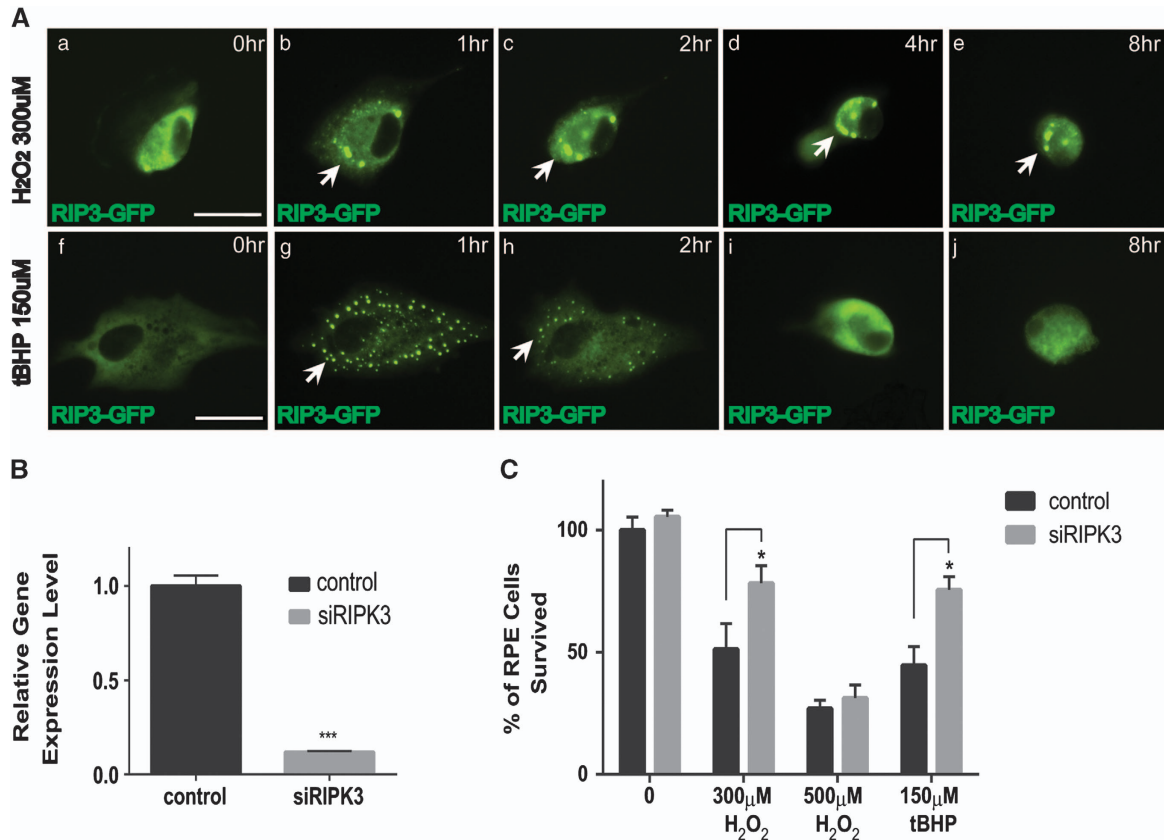 A
H2O2 300uM
a
0hr
RIP3-GFP
b
1hr
RIP3-GFP
c
2hr
RIP3-GFP
d
4hr
RIP3-GFP
e
8hr
RIP3-GFP
tBHP 150uM
f
0hr
RIP3-GFP
g
1hr
RIP3-GFP
h
2hr
RIP3-GFP
i
RIP3-GFP
j
8hr
RIP3-GFP
B
Relative Gene
Expression Level
1.0
0.5
0.0
***
control
siRIPK3
control
siRIPK3
C
% of RPE Cells
Survived
100
50
0
*
*
control
siRIPK3
0
300μM
H2O2
500μM
H2O2
150μM
tBHP